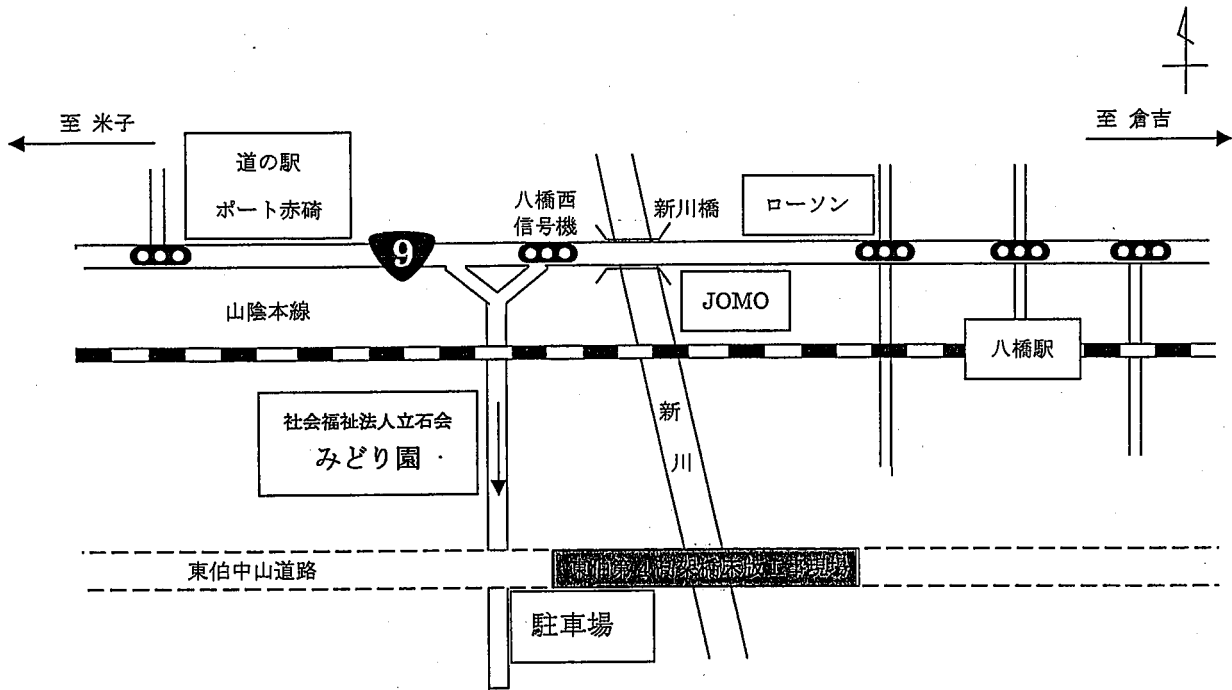 至 米子
至 倉吉
道の駅
ポート赤碕
八橋西
信号機
新川橋
ローソン
9
JOMO
山陰本線
八橋駅
社会福祉法人立石会
みどり園
新
川
東伯中山道路
駐車場